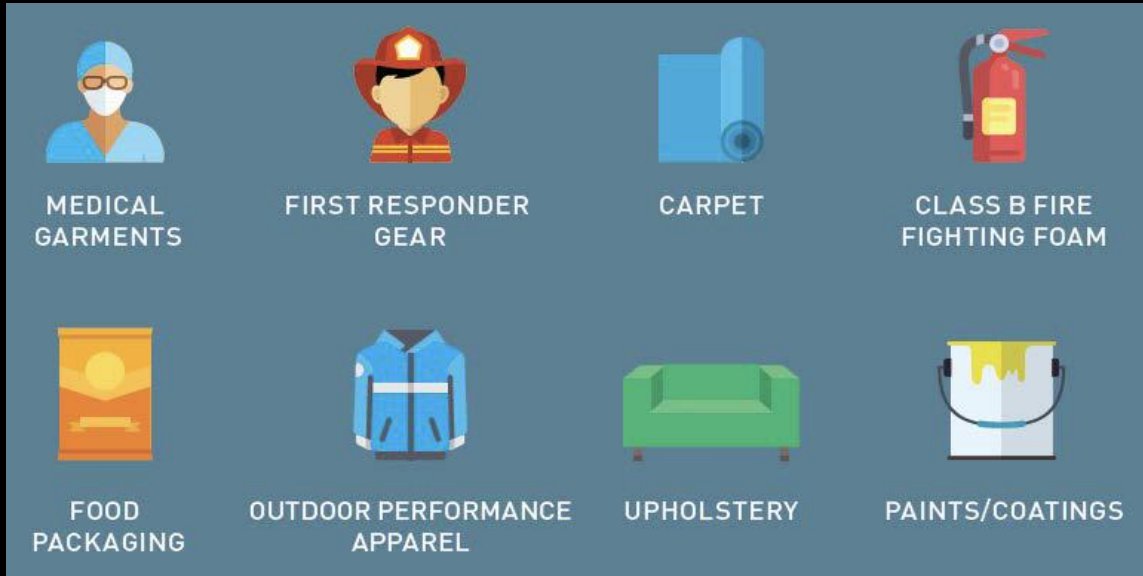 MEDICAL
GARMENTS
FIRST RESPONDER
GEAR
CARPET
CLASS B FIRE
FIGHTING FOAM
FOOD
PACKAGING
OUTDOOR PERFORMANCE
APPAREL
UPHOLSTERY
PAINTS/COATINGS